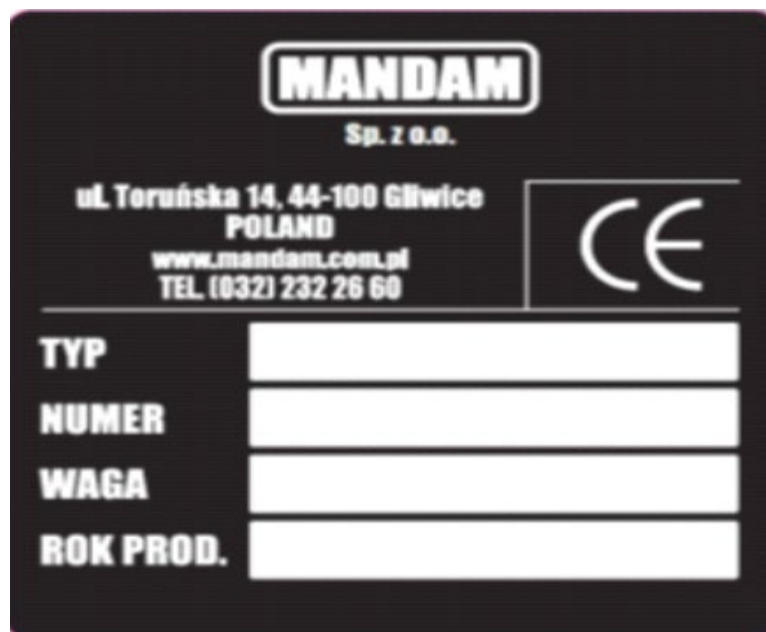 MANDAM
Sp. z o.o.
ul. Toruńska 14, 44-100 Gliwice
POLAND
www.mandam.com.pl
TEL. (032) 232 26 60
CE
TYP
NUMER
WAGA
ROK PROD.